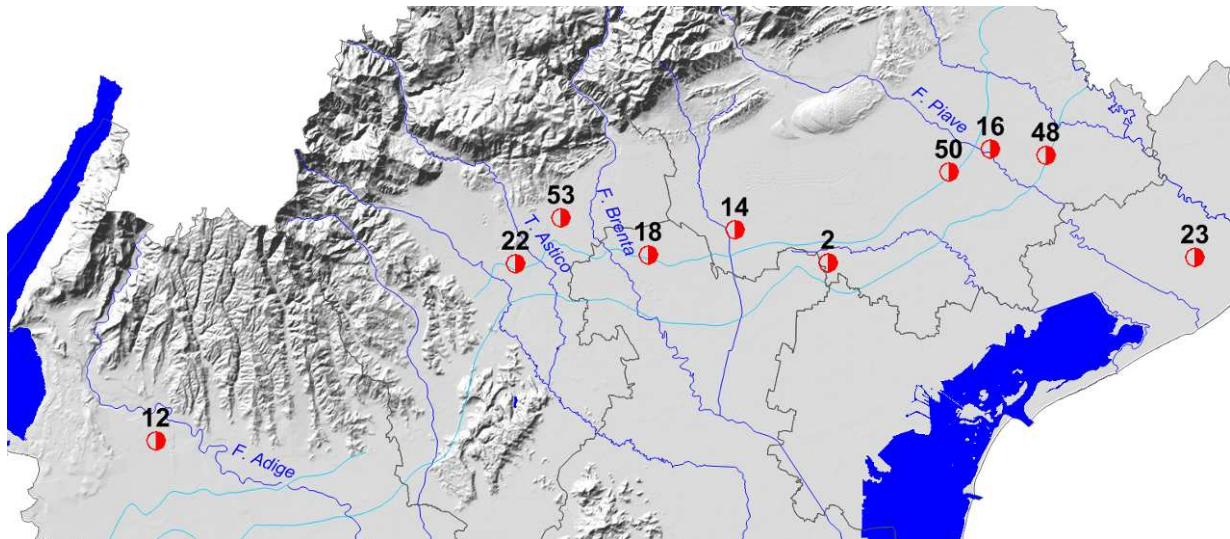 F. Piave
16
48
50
53
F. Brenta
14
T. Astico
22
18
2
23
12
F. Adige